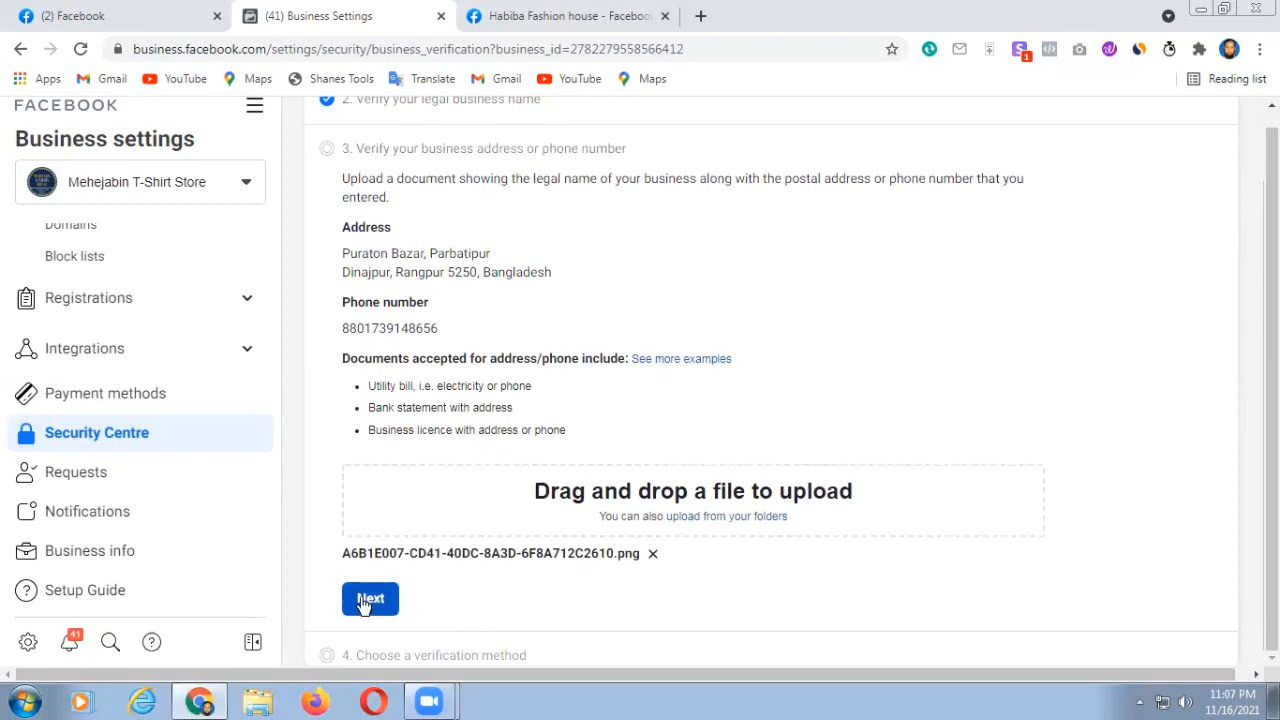 (2) Facebook
(41) Business Settings
Habiba Fashion house - Facebook
business.facebook.com/settings/security/business_verification?business_id=2782279558566412
1
Apps
Gmail
YouTube
Maps
Shanes Tools
Translate
Gmail
YouTube
Maps
Reading list
FACEBOOK
Business settings
Mehejabin T-Shirt Store
Domains
Block lists
Registrations
Integrations
Payment methods
Security Centre
Requests
Notifications
Business info
Setup Guide
41
2. Verify your legal business name
3. Verify your business address or phone number
Upload a document showing the legal name of your business along with the postal address or phone number that you
entered.
Address
Puraton Bazar, Parbatipur
Dinajpur, Rangpur 5250, Bangladesh
Phone number
8801739148656
Documents accepted for address/phone include: See more examples
Utility bill, i.e. electricity or phone
Bank statement with address
Business licence with address or phone
Drag and drop a file to upload
You can also upload from your folders
A6B1E007-CD41-40DC-8A3D-6F8A712C2610.png
Next
4. Choose a verification method
11:07 PM
11/16/2021